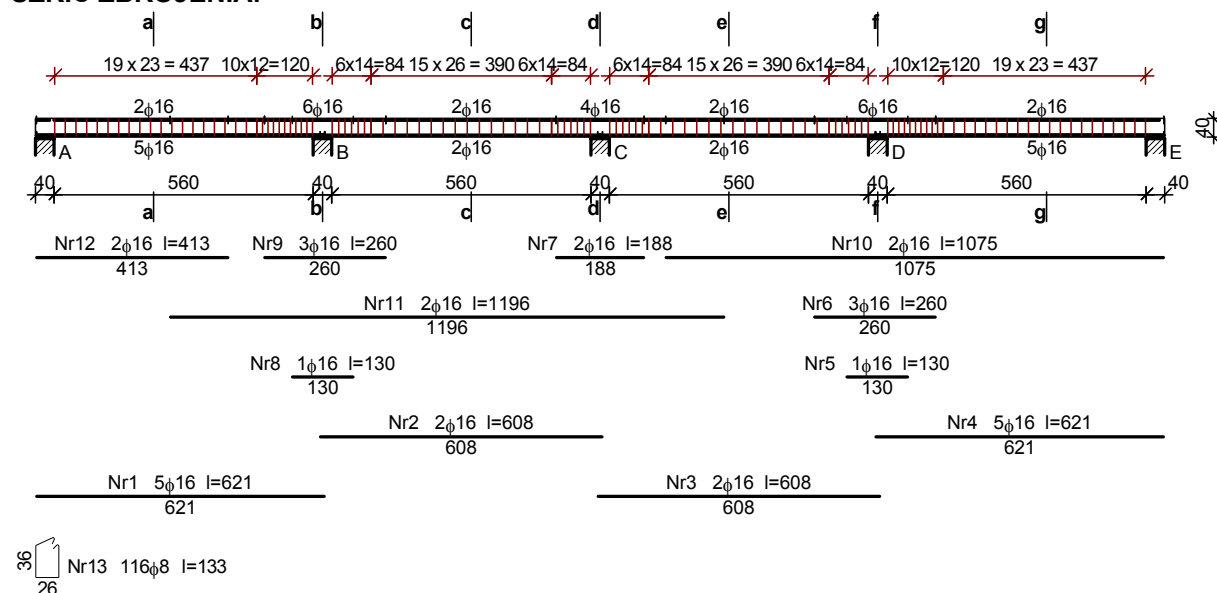 a b c d e f g
19 x 23 = 437 10x12=120 6x14=84 15 x 26 = 390 6x14=84 6x14=84 15 x 26 = 390 6x14=84 10x12=120 19 x 23 = 437
2ϕ16 6ϕ16 2ϕ16 4ϕ16 2ϕ16 6ϕ16 2ϕ16
40
A B C D E
5ϕ16 2ϕ16 2ϕ16 5ϕ16
40 560 40 560 40 560 40 560 40
a b c d e f g
Nr12 2ϕ16 l=413 Nr9 3ϕ16 l=260 Nr7 2ϕ16 l=188 Nr10 2ϕ16 l=1075
413 260 188 1075
Nr11 2ϕ16 l=1196 Nr6 3ϕ16 l=260
1196 260
Nr8 1ϕ16 l=130 Nr5 1ϕ16 l=130
130 130
Nr2 2ϕ16 l=608 Nr4 5ϕ16 l=621
608 621
Nr1 5ϕ16 l=621 Nr3 2ϕ16 l=608
621 608
36 Nr13 116ϕ8 l=133
26